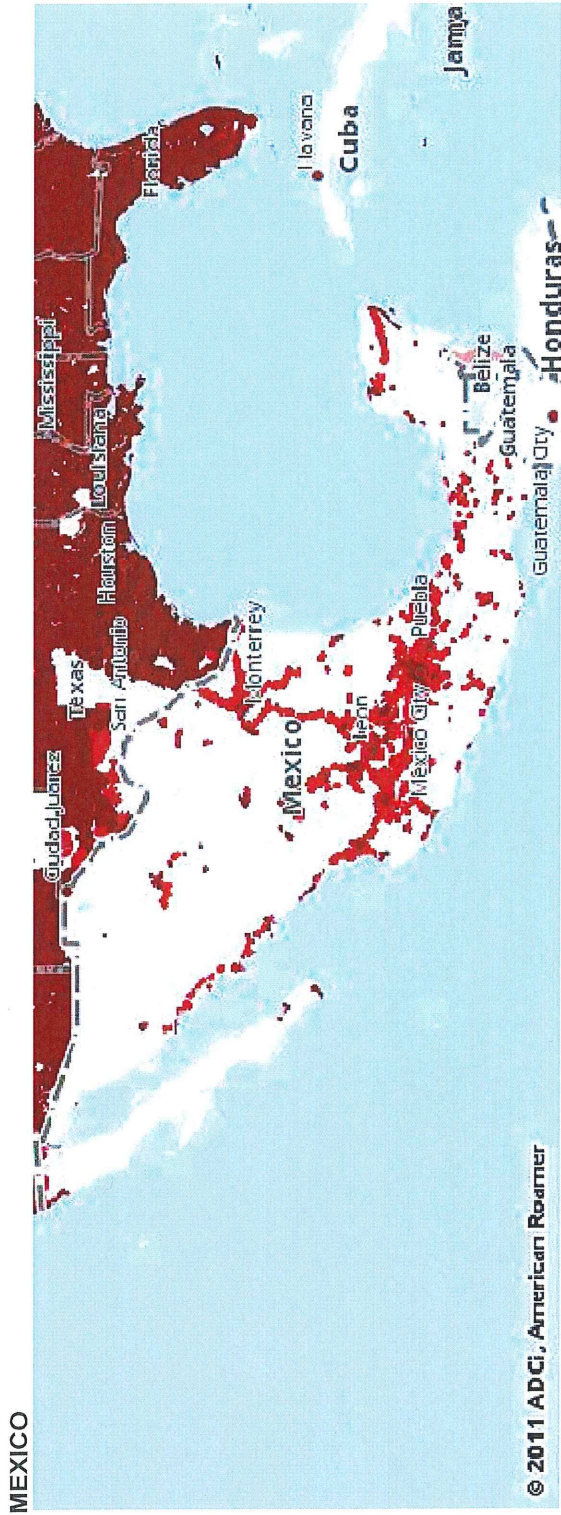 MEXICO
Mississippi
Ciudad Juarez
Texas
Louisiana
Houston
San Antonio
Florida
Monterrey
Havana
Mexico
Cuba
Leon
Mexico City
Puebla
Jama
Belize
Guatemala
Guatemala City
Honduras
© 2011 ADCi, American Roamer